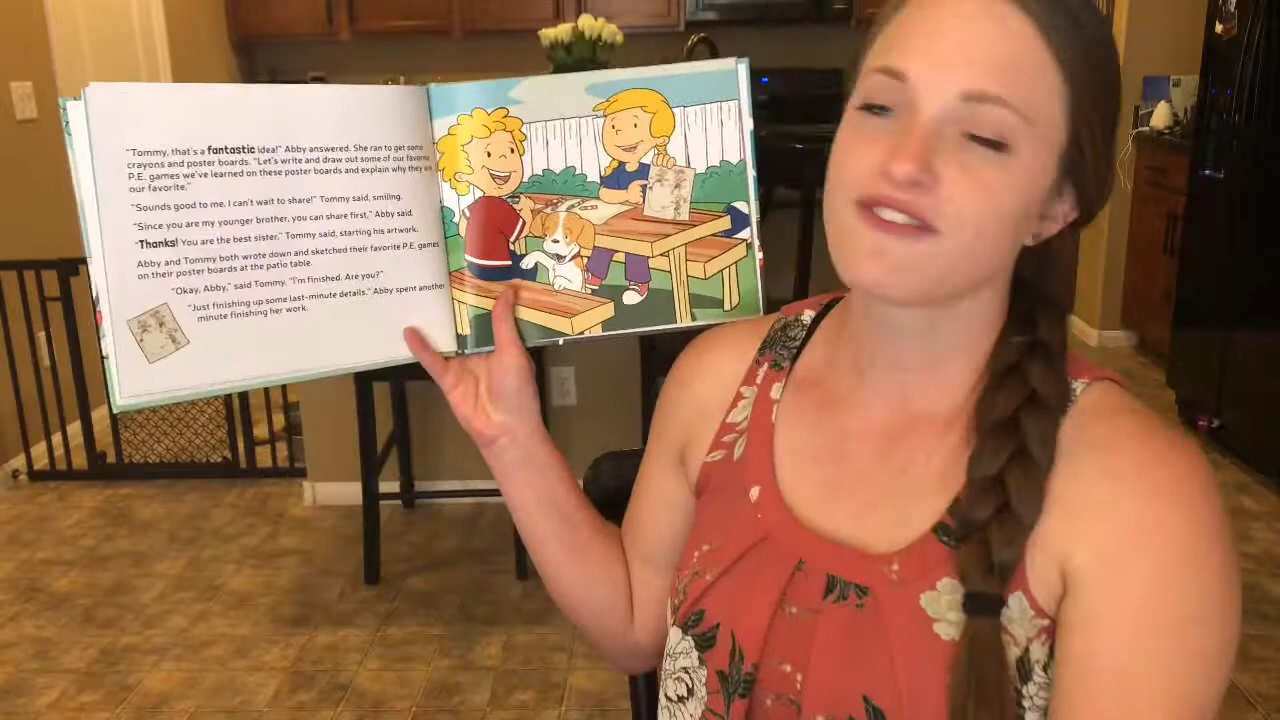 "Tommy, that's a fantastic idea!" Abby answered. She ran to get some
crayons and poster boards. "Let's write and draw out some of our favorite
P.E. games we've learned on these poster boards and explain why they are
our favorite."
"Sounds good to me, I can't wait to share!" Tommy said, smiling.
"Since you are my younger brother, you can share first," Abby said.
"Thanks! You are the best sister," Tommy said, starting his artwork.
Abby and Tommy both wrote down and sketched their favorite P.E. games
on their poster boards at the patio table.
"Okay, Abby," said Tommy. "I'm finished. Are you?"
"Just finishing up some last-minute details." Abby spent another
minute finishing her work.